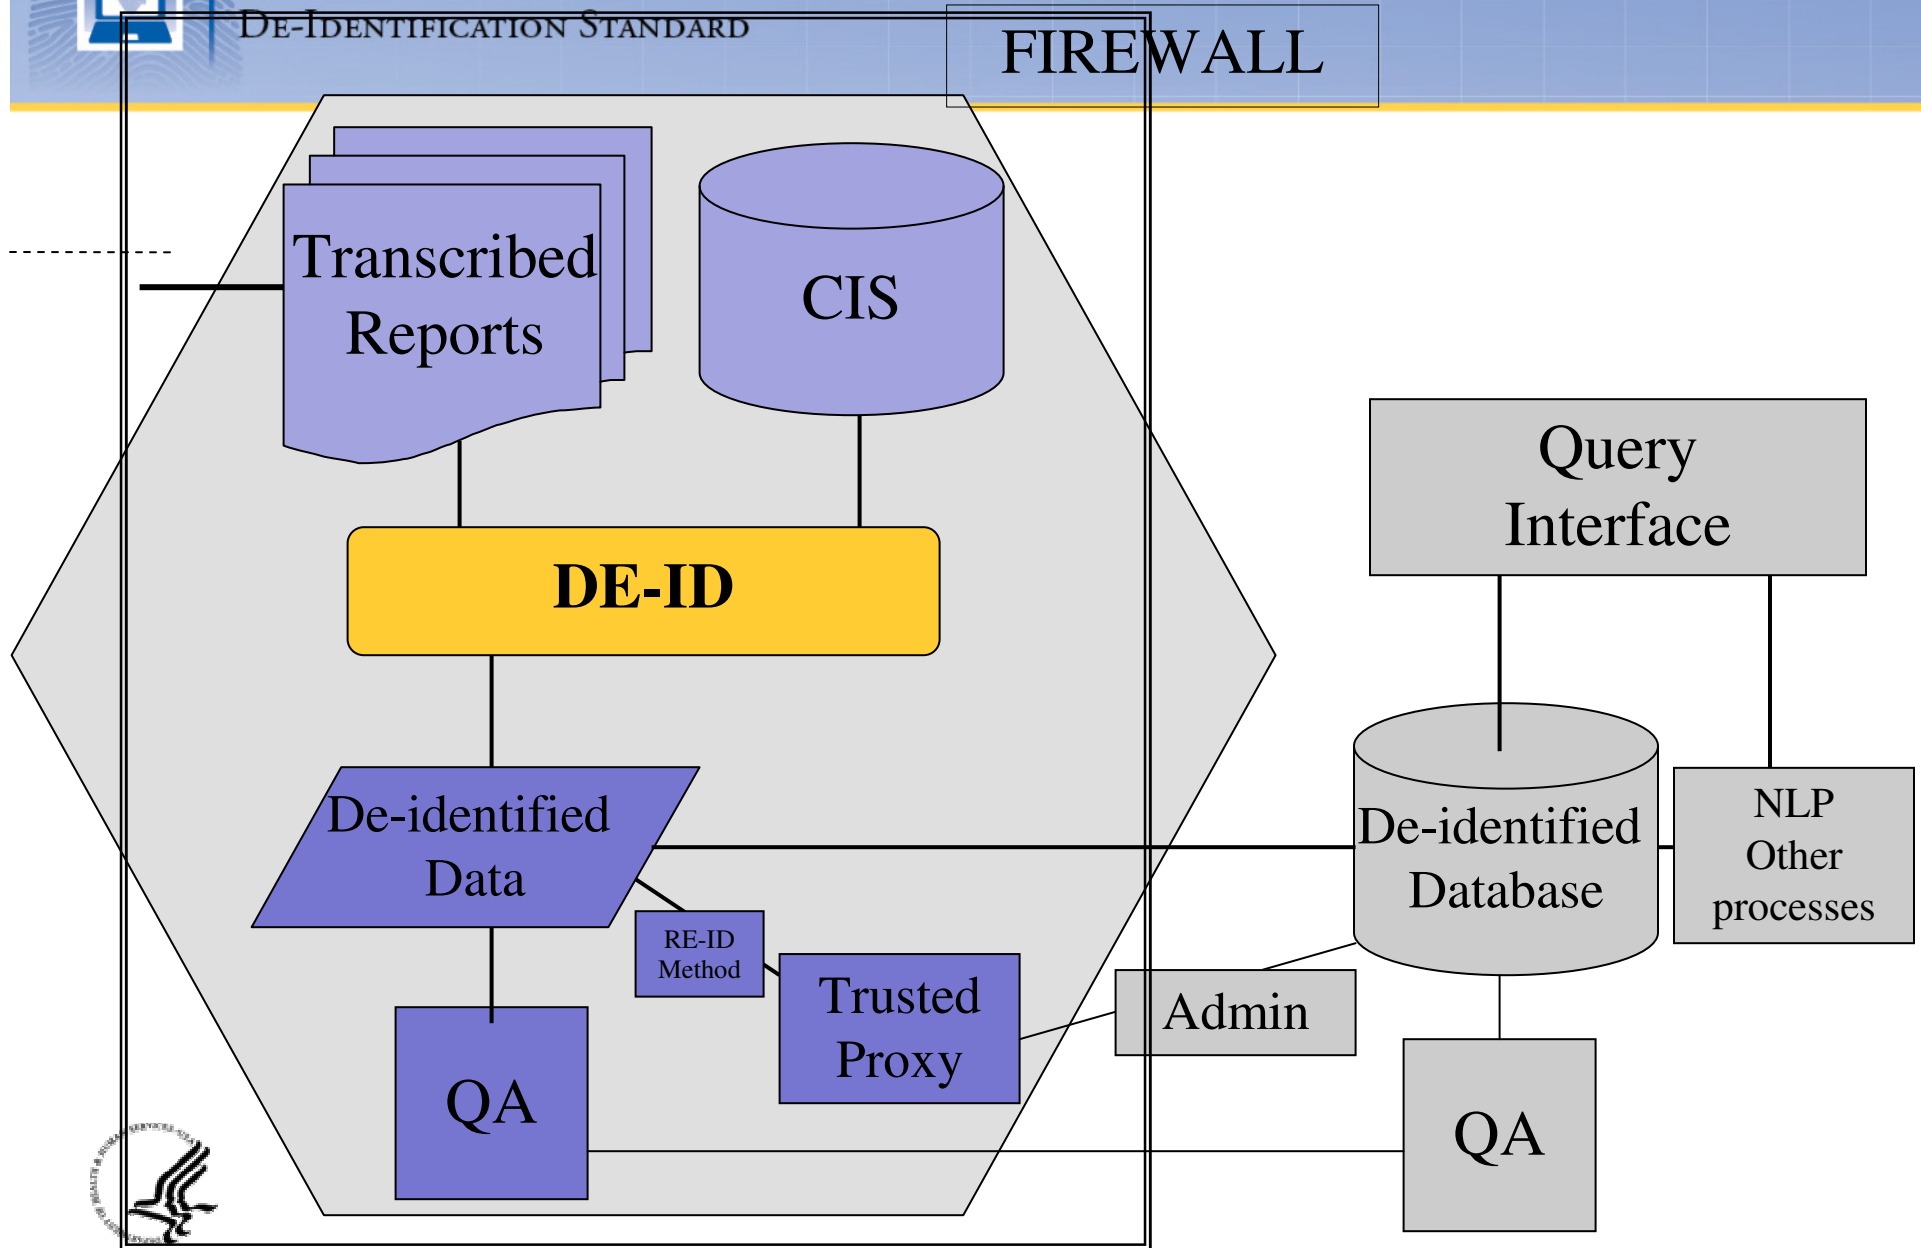 DE-IDENTIFICATION STANDARD
FIREWALL
Transcribed
Reports
CIS
Query
Interface
DE-ID
De-identified
Data
De-identified
Database
NLP
Other
processes
RE-ID
Method
Trusted
Proxy
Admin
QA
QA